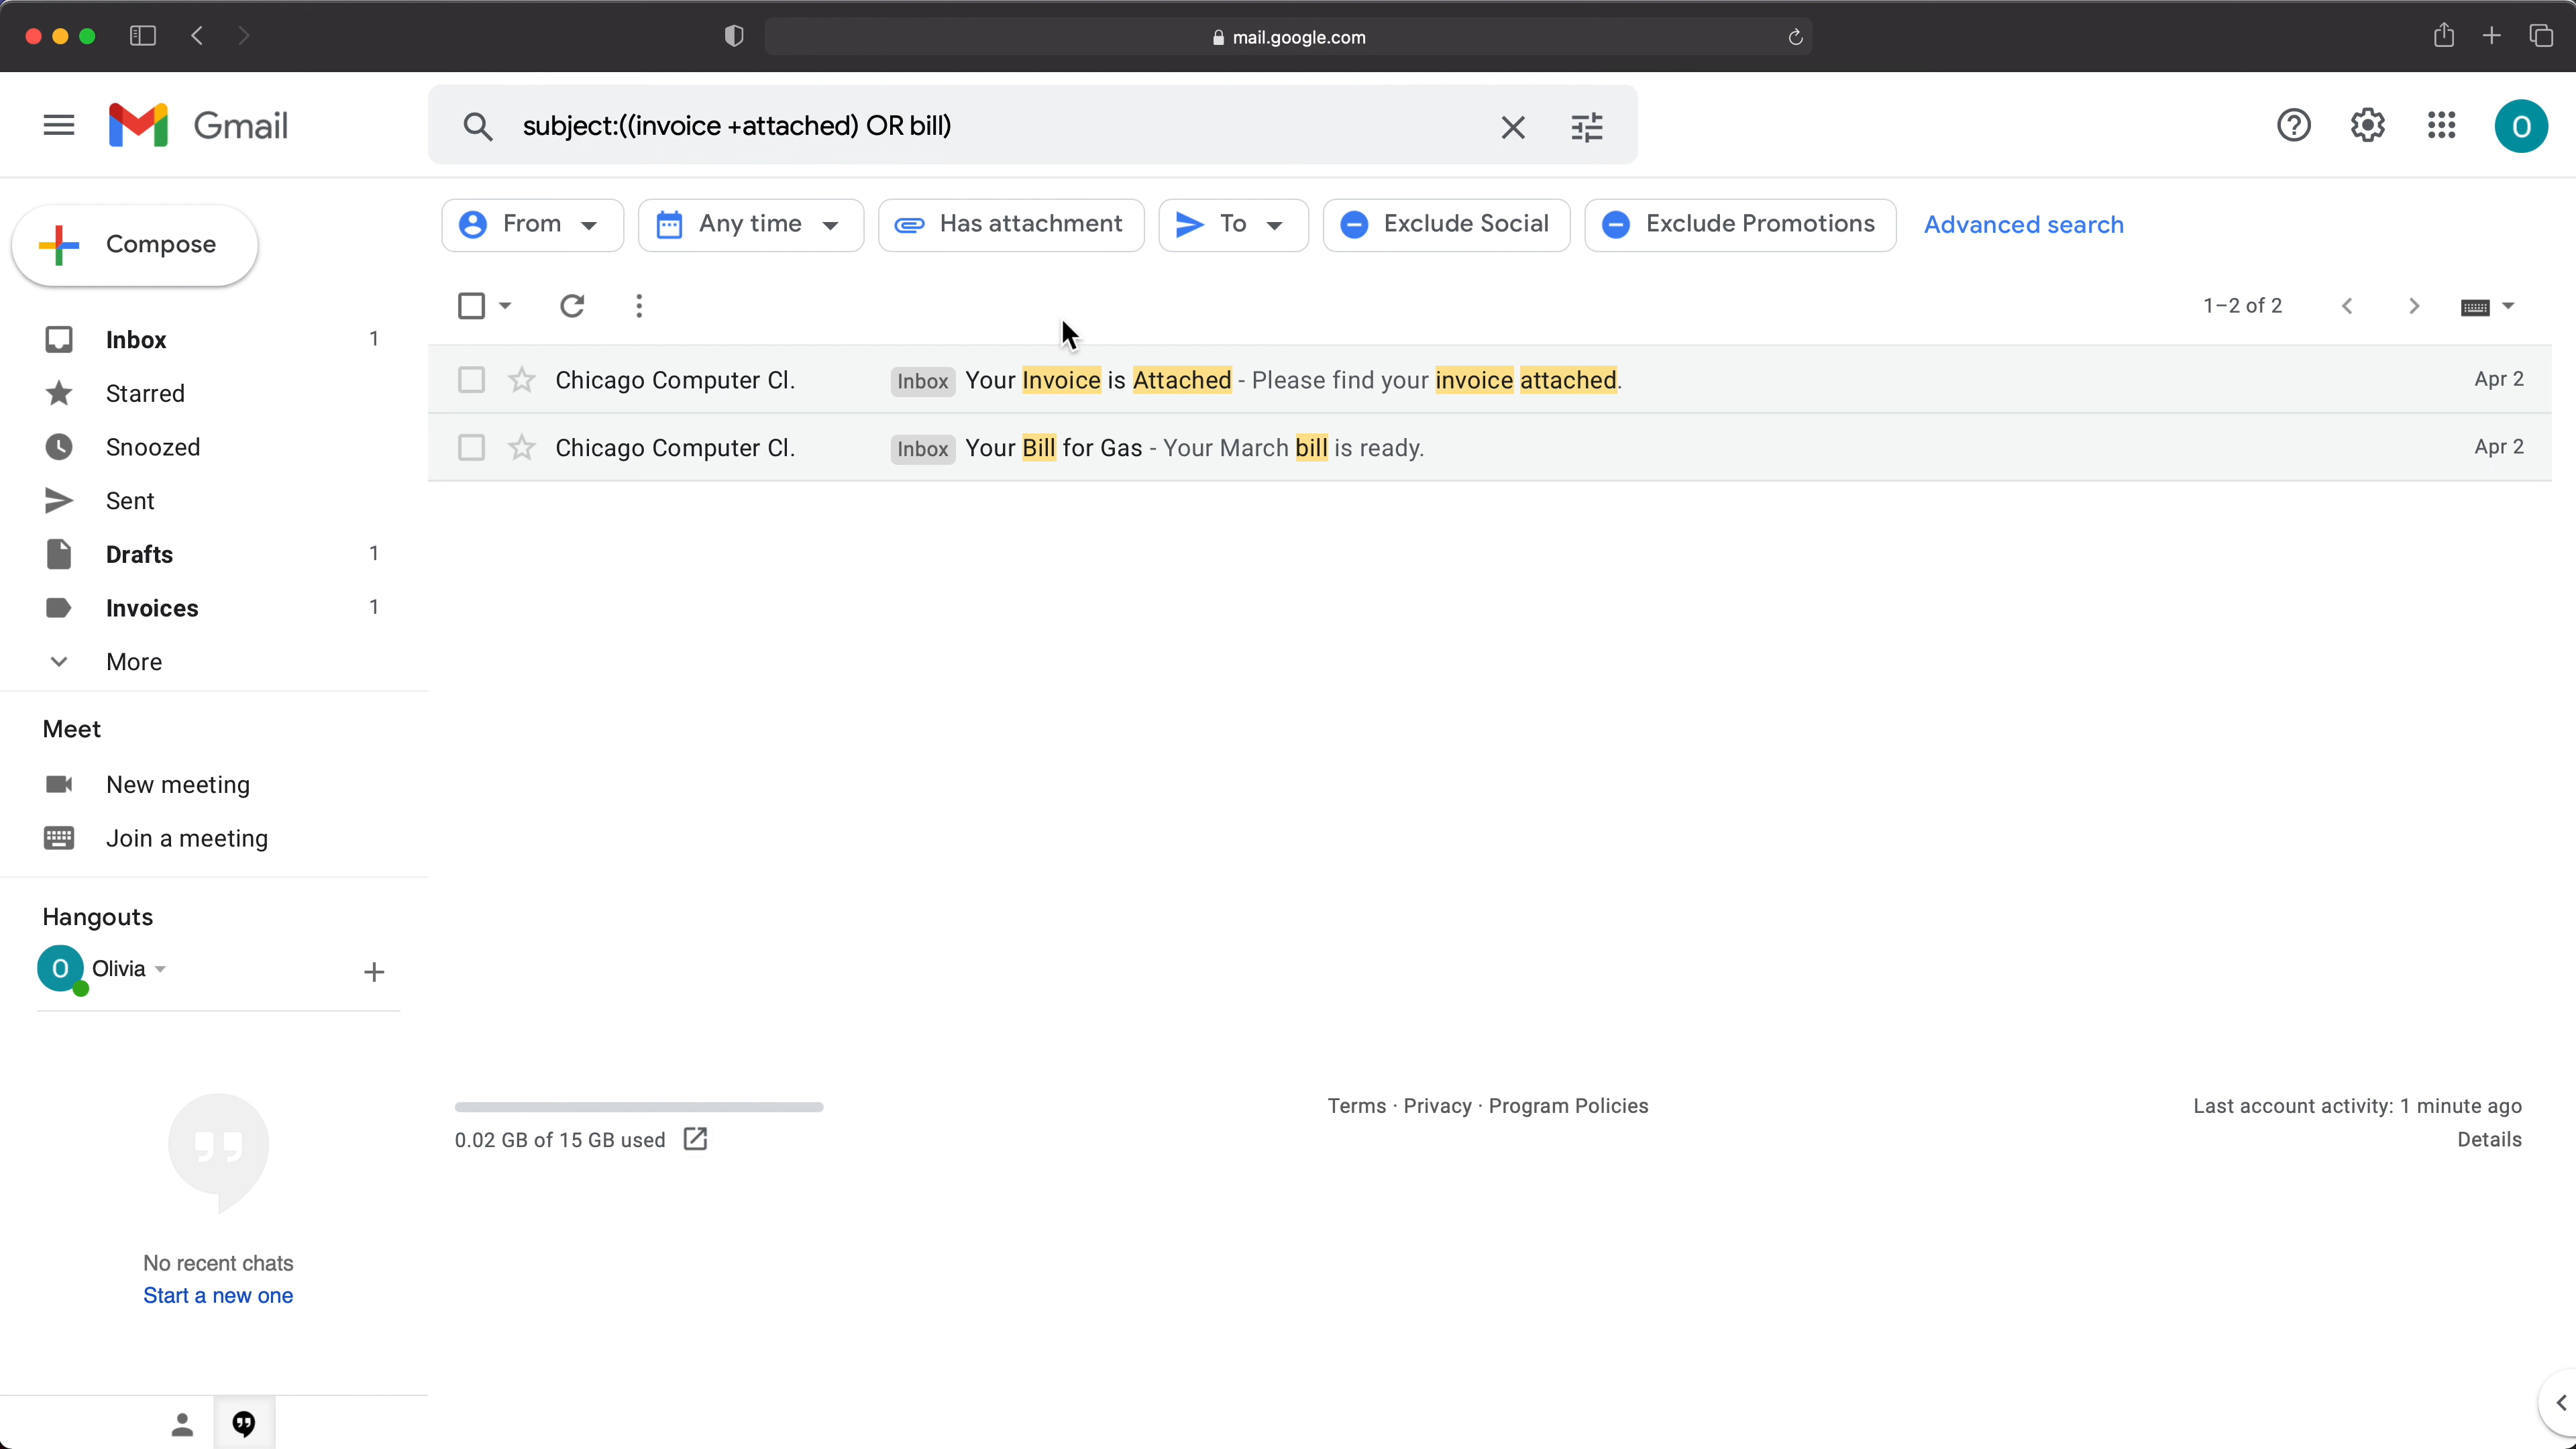 mail.google.com
Gmail
subject:((invoice +attached) OR bill)
O
Compose
From
Any time
Has attachment
To
Exclude Social
Exclude Promotions
Advanced search
1–2 of 2
Inbox 1
Starred
Snoozed
Sent
Drafts 1
Invoices 1
More
Chicago Computer Cl. Inbox Your Invoice is Attached - Please find your invoice attached. Apr 2
Chicago Computer Cl. Inbox Your Bill for Gas - Your March bill is ready. Apr 2
Meet
New meeting
Join a meeting
Hangouts
O Olivia
No recent chats
Start a new one
0.02 GB of 15 GB used
Terms · Privacy · Program Policies
Last account activity: 1 minute ago
Details